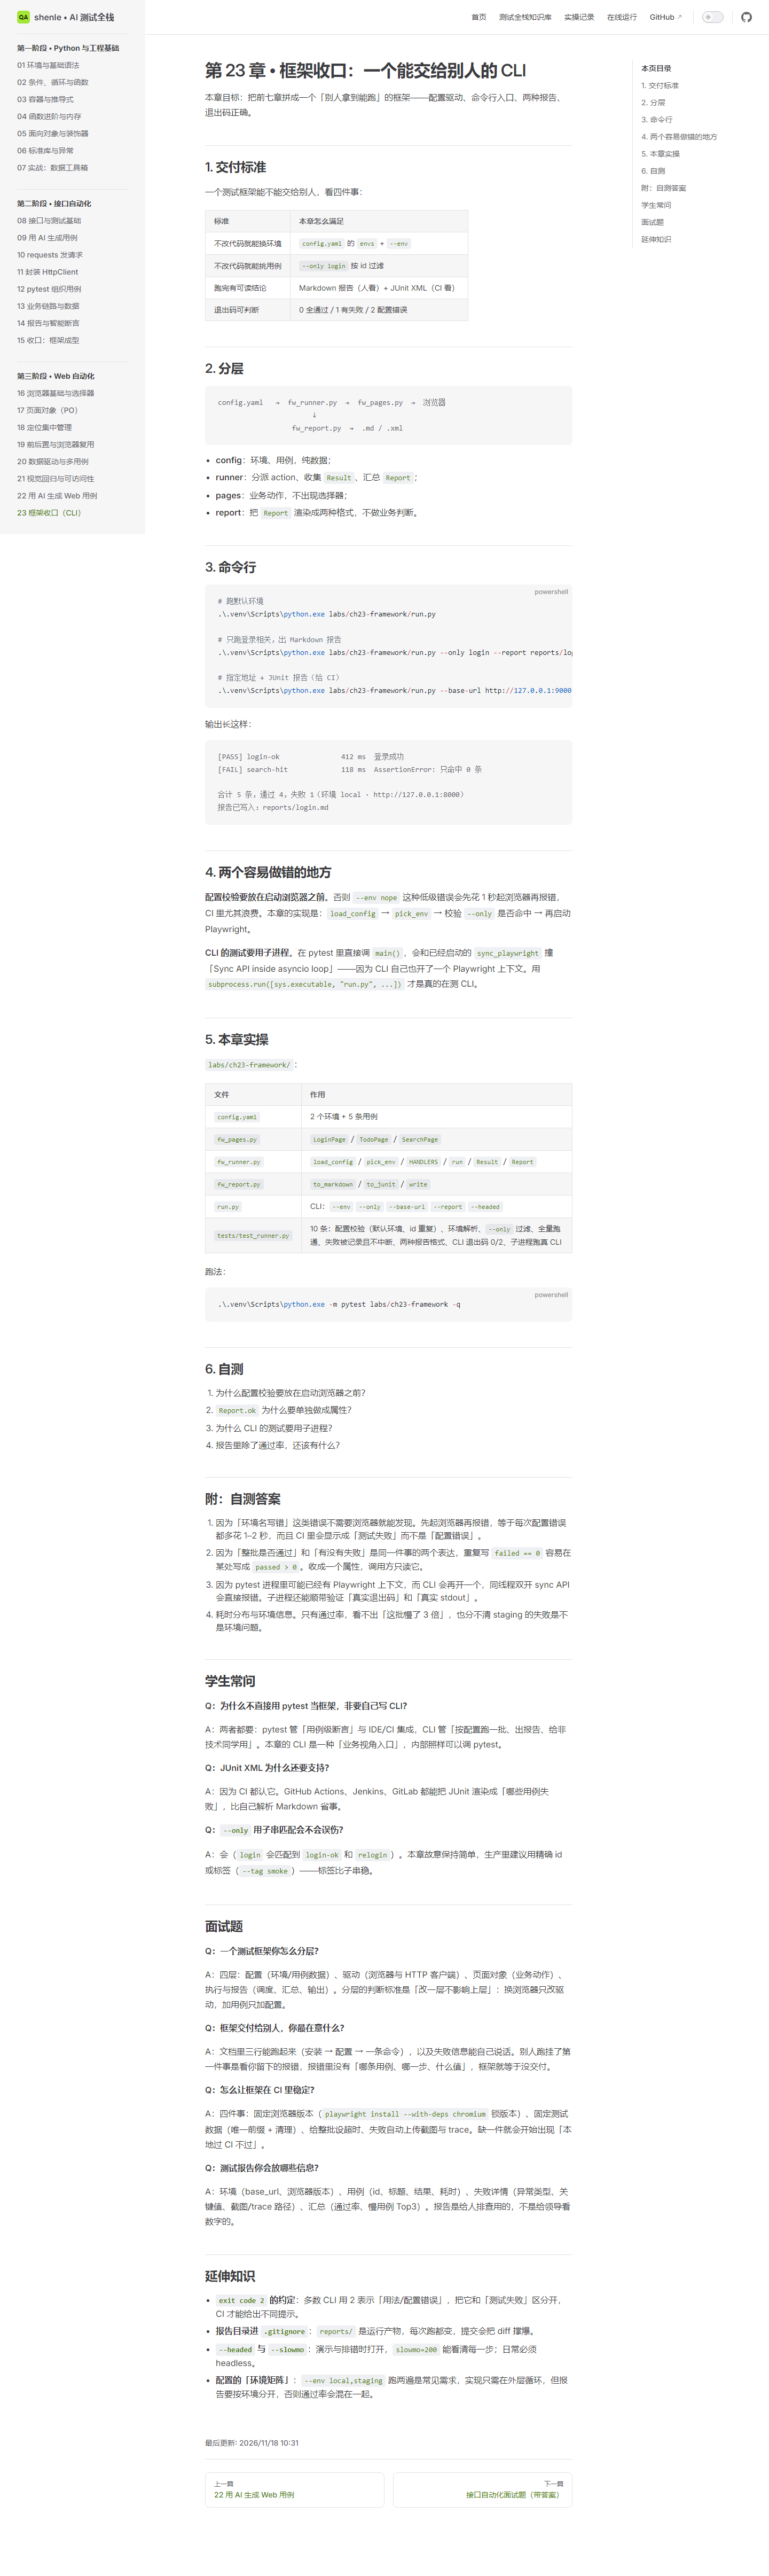 QA shenle • AI 测试全栈
首页 测试全栈知识库 实操记录 在线运行 GitHub ↗
第一阶段 • Python 与工程基础
01 环境与基础语法
02 条件、循环与函数
03 容器与推导式
04 函数进阶与内存
05 面向对象与装饰器
06 标准库与异常
07 实战：数据工具箱
第二阶段 • 接口自动化
08 接口与测试基础
09 用 AI 生成用例
10 requests 发请求
11 封装 HttpClient
12 pytest 组织用例
13 业务链路与数据
14 报告与智能断言
15 收口：框架成型
第三阶段 • Web 自动化
16 浏览器基础与选择器
17 页面对象（PO）
18 定位集中管理
19 前后置与浏览器复用
20 数据驱动与多用例
21 视觉回归与可访问性
22 用 AI 生成 Web 用例
23 框架收口（CLI）
第 23 章 • 框架收口：一个能交给别人的 CLI
本章目标：把前七章拼成一个「别人拿到能跑」的框架——配置驱动、命令行入口、两种报告、
退出码正确。
1. 交付标准
一个测试框架能不能交给别人，看四件事：
标准 本章怎么满足
不改代码就能换环境 config.yaml 的 envs + --env
不改代码就能挑用例 --only login 按 id 过滤
跑完有可读结论 Markdown 报告（人看）+ JUnit XML（CI 看）
退出码可判断 0 全通过 / 1 有失败 / 2 配置错误
2. 分层
config.yaml → fw_runner.py → fw_pages.py → 浏览器
↓
fw_report.py → .md / .xml
• config：环境、用例，纯数据；
• runner：分派 action、收集 Result、汇总 Report；
• pages：业务动作，不出现选择器；
• report：把 Report 渲染成两种格式，不做业务判断。
3. 命令行
powershell
# 跑默认环境
.\.venv\Scripts\python.exe labs/ch23-framework/run.py
# 只跑登录相关，出 Markdown 报告
.\.venv\Scripts\python.exe labs/ch23-framework/run.py --only login --report reports/log
# 指定地址 + JUnit 报告（给 CI）
.\.venv\Scripts\python.exe labs/ch23-framework/run.py --base-url http://127.0.0.1:9000
输出长这样：
[PASS] login-ok 412 ms 登录成功
[FAIL] search-hit 118 ms AssertionError: 只命中 0 条
合计 5 条，通过 4，失败 1（环境 local · http://127.0.0.1:8000）
报告已写入：reports/login.md
4. 两个容易做错的地方
配置校验要放在启动浏览器之前。否则 --env nope 这种低级错误会先花 1 秒起浏览器再报错，
CI 里尤其浪费。本章的实现是：load_config → pick_env → 校验 --only 是否命中 → 再启动
Playwright。
CLI 的测试要用子进程。在 pytest 里直接调 main()，会和已经启动的 sync_playwright 撞
「Sync API inside asyncio loop」——因为 CLI 自己也开了一个 Playwright 上下文。用
subprocess.run([sys.executable, "run.py", ...]) 才是真的在测 CLI。
5. 本章实操
labs/ch23-framework/：
文件 作用
config.yaml 2 个环境 + 5 条用例
fw_pages.py LoginPage / TodoPage / SearchPage
fw_runner.py load_config / pick_env / HANDLERS / run / Result / Report
fw_report.py to_markdown / to_junit / write
run.py CLI：--env --only --base-url --report --headed
tests/test_runner.py 10 条：配置校验（默认环境、id 重复）、环境解析、--only 过滤、全量跑
通、失败被记录且不中断、两种报告格式、CLI 退出码 0/2、子进程跑真 CLI
跑法：
powershell
.\.venv\Scripts\python.exe -m pytest labs/ch23-framework -q
6. 自测
1. 为什么配置校验要放在启动浏览器之前？
2. Report.ok 为什么要单独做成属性？
3. 为什么 CLI 的测试要用子进程？
4. 报告里除了通过率，还该有什么？
附：自测答案
1. 因为「环境名写错」这类错误不需要浏览器就能发现。先起浏览器再报错，等于每次配置错误
都多花 1–2 秒，而且 CI 里会显示成「测试失败」而不是「配置错误」。
2. 因为「整批是否通过」和「有没有失败」是同一件事的两个表达，重复写 failed == 0 容易在
某处写成 passed > 0。收成一个属性，调用方只读它。
3. 因为 pytest 进程里可能已经有 Playwright 上下文，而 CLI 会再开一个，同线程双开 sync API
会直接报错。子进程还能顺带验证「真实退出码」和「真实 stdout」。
4. 耗时分布与环境信息。只有通过率，看不出「这批慢了 3 倍」，也分不清 staging 的失败是不
是环境问题。
学生常问
Q：为什么不直接用 pytest 当框架，非要自己写 CLI？
A：两者都要：pytest 管「用例级断言」与 IDE/CI 集成，CLI 管「按配置跑一批、出报告、给非
技术同学用」。本章的 CLI 是一种「业务视角入口」，内部照样可以调 pytest。
Q：JUnit XML 为什么还要支持？
A：因为 CI 都认它。GitHub Actions、Jenkins、GitLab 都能把 JUnit 渲染成「哪些用例失
败」，比自己解析 Markdown 省事。
Q：--only 用子串匹配会不会误伤？
A：会（login 会匹配到 login-ok 和 relogin）。本章故意保持简单，生产里建议用精确 id
或标签（--tag smoke）——标签比子串稳。
面试题
Q：一个测试框架你怎么分层？
A：四层：配置（环境/用例数据）、驱动（浏览器与 HTTP 客户端）、页面对象（业务动作）、
执行与报告（调度、汇总、输出）。分层的判断标准是「改一层不影响上层」：换浏览器只改驱
动，加用例只加配置。
Q：框架交付给别人，你最在意什么？
A：文档里三行能跑起来（安装 → 配置 → 一条命令），以及失败信息能自己说话。别人跑挂了第
一件事是看你留下的报错，报错里没有「哪条用例、哪一步、什么值」，框架就等于没交付。
Q：怎么让框架在 CI 里稳定？
A：四件事：固定浏览器版本（playwright install --with-deps chromium 锁版本）、固定测试
数据（唯一前缀 + 清理）、给整批设超时、失败自动上传截图与 trace。缺一件就会开始出现「本
地过 CI 不过」。
Q：测试报告你会放哪些信息？
A：环境（base_url、浏览器版本）、用例（id、标题、结果、耗时）、失败详情（异常类型、关
键值、截图/trace 路径）、汇总（通过率、慢用例 Top3）。报告是给人排查用的，不是给领导看
数字的。
延伸知识
• exit code 2 的约定：多数 CLI 用 2 表示「用法/配置错误」，把它和「测试失败」区分开，
CI 才能给出不同提示。
• 报告目录进 .gitignore：reports/ 是运行产物，每次跑都变，提交会把 diff 撑爆。
• --headed 与 --slowmo：演示与排错时打开，slowmo=200 能看清每一步；日常必须
headless。
• 配置的「环境矩阵」：--env local,staging 跑两遍是常见需求，实现只需在外层循环，但报
告要按环境分开，否则通过率会混在一起。
最后更新: 2026/11/18 10:31
上一篇
22 用 AI 生成 Web 用例
下一篇
接口自动化面试题（带答案）
本页目录
1. 交付标准
2. 分层
3. 命令行
4. 两个容易做错的地方
5. 本章实操
6. 自测
附：自测答案
学生常问
面试题
延伸知识